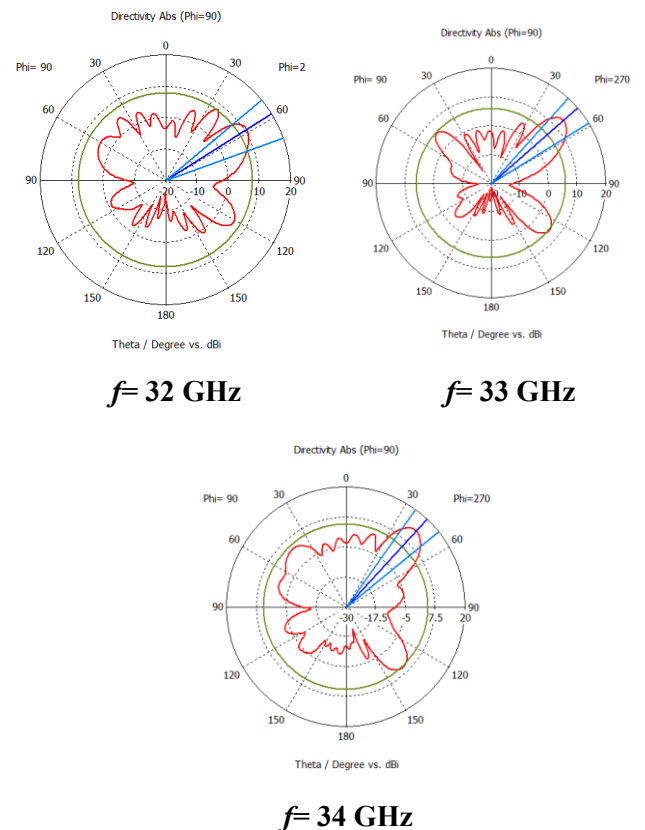 Directivity Abs (Phi=90)
0
Phi= 90 30 30 Phi=2
60 60
90 -20 -10 0 10 20
120 120
150 150
180
Theta / Degree vs. dBi
f= 32 GHz
Directivity Abs (Phi=90)
0
Phi= 90 30 30 Phi=270
60 60
90 -20 -10 0 10 20 90
120 120
150 150
180
Theta / Degree vs. dBi
f= 33 GHz
Directivity Abs (Phi=90)
0
Phi= 90 30 30 Phi=270
60 60
90 -30 -17.5 -5 7.5 20 90
120 120
150 150
180
Theta / Degree vs. dBi
f= 34 GHz